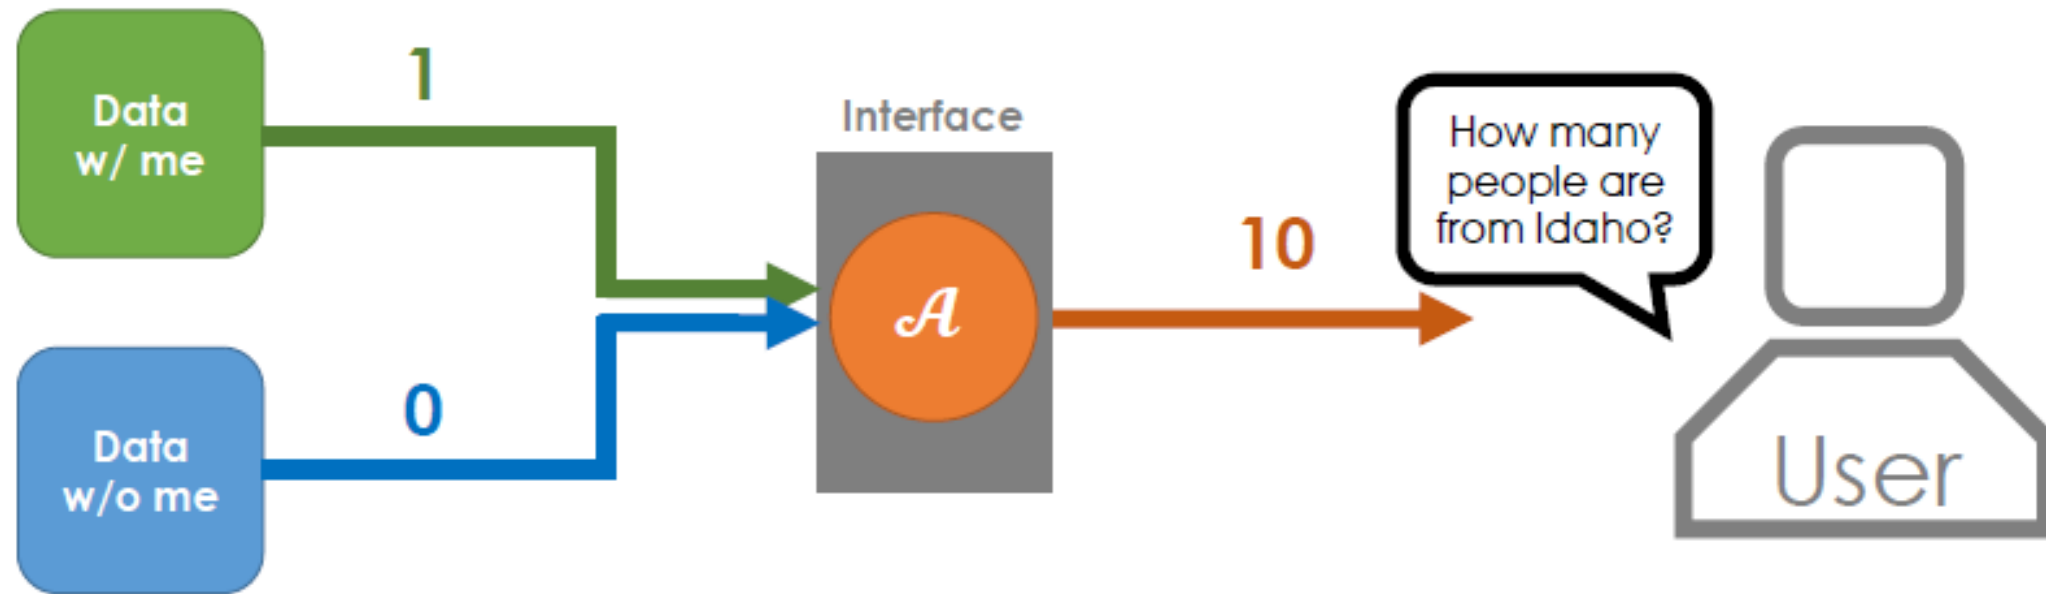 Data
w/ me
1
Data
w/o me
0
Interface
𝒜
10
How many
people are
from Idaho?
User